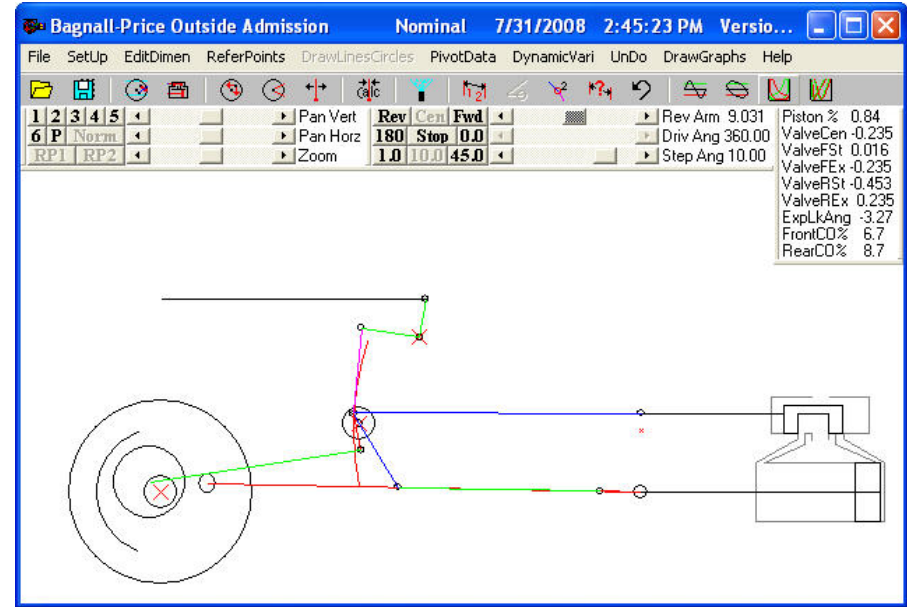 Bagnall-Price Outside Admission Nominal 7/31/2008 2:45:23 PM Versio...
File SetUp EditDimen ReferPoints DrawLinesCircles PivotData DynamicVari UnDo DrawGraphs Help
calc
1 2 3 4 5 Pan Vert Rev Cen Fwd Rev Arm 9.031
6 P Norm Pan Horz 180 Stop 0.0 Driv Ang 360.00
RP1 RP2 Zoom 1.0 10.0 45.0 Step Ang 10.00
Piston % 0.84
ValveCen -0.235
ValveFSt 0.016
ValveFEx -0.235
ValveRSt -0.453
ValveREx 0.235
ExpLkAng -3.27
FrontCO% 6.7
RearCO% 8.7